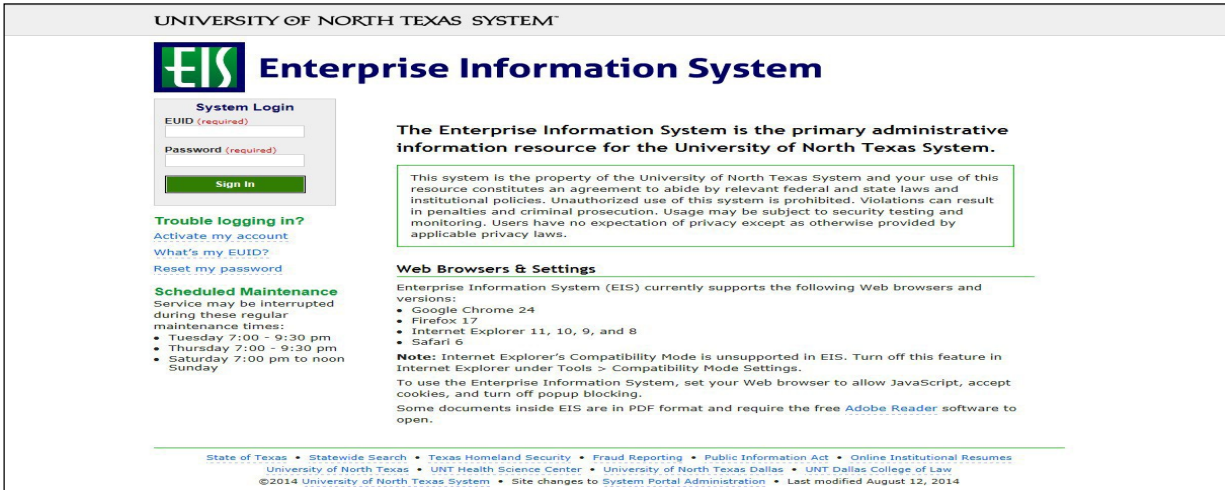 UNIVERSITY OF NORTH TEXAS SYSTEM™
EIS Enterprise Information System
System Login
EUID (required)
Password (required)
Sign In
Trouble logging in?
Activate my account
What's my EUID?
Reset my password
Scheduled Maintenance
Service may be interrupted
during these regular
maintenance times:
• Tuesday 7:00 - 9:30 pm
• Thursday 7:00 - 9:30 pm
• Saturday 7:00 pm to noon
Sunday
The Enterprise Information System is the primary administrative
information resource for the University of North Texas System.
This system is the property of the University of North Texas System and your use of this
resource constitutes an agreement to abide by relevant federal and state laws and
institutional policies. Unauthorized use of this system is prohibited. Violations can result
in penalties and criminal prosecution. Usage may be subject to security testing and
monitoring. Users have no expectation of privacy except as otherwise provided by
applicable privacy laws.
Web Browsers & Settings
Enterprise Information System (EIS) currently supports the following Web browsers and
versions:
• Google Chrome 24
• Firefox 17
• Internet Explorer 11, 10, 9, and 8
• Safari 6
Note: Internet Explorer's Compatibility Mode is unsupported in EIS. Turn off this feature in
Internet Explorer under Tools > Compatibility Mode Settings.
To use the Enterprise Information System, set your Web browser to allow JavaScript, accept
cookies, and turn off popup blocking.
Some documents inside EIS are in PDF format and require the free Adobe Reader software to
open.
State of Texas • Statewide Search • Texas Homeland Security • Fraud Reporting • Public Information Act • Online Institutional Resumes
University of North Texas • UNT Health Science Center • University of North Texas Dallas • UNT Dallas College of Law
©2014 University of North Texas System • Site changes to System Portal Administration • Last modified August 12, 2014